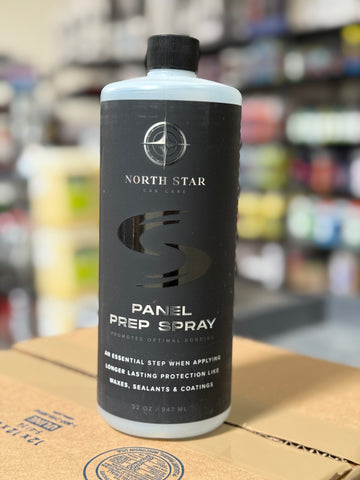 NORTH STAR
CAR CARE
PANEL
PREP SPRAY
PROMOTES OPTIMAL BONDING
AN ESSENTIAL STEP WHEN APPLYING
LONGER LASTING PROTECTION LIKE
WAXES, SEALANTS & COATINGS
32 OZ / 947 ML